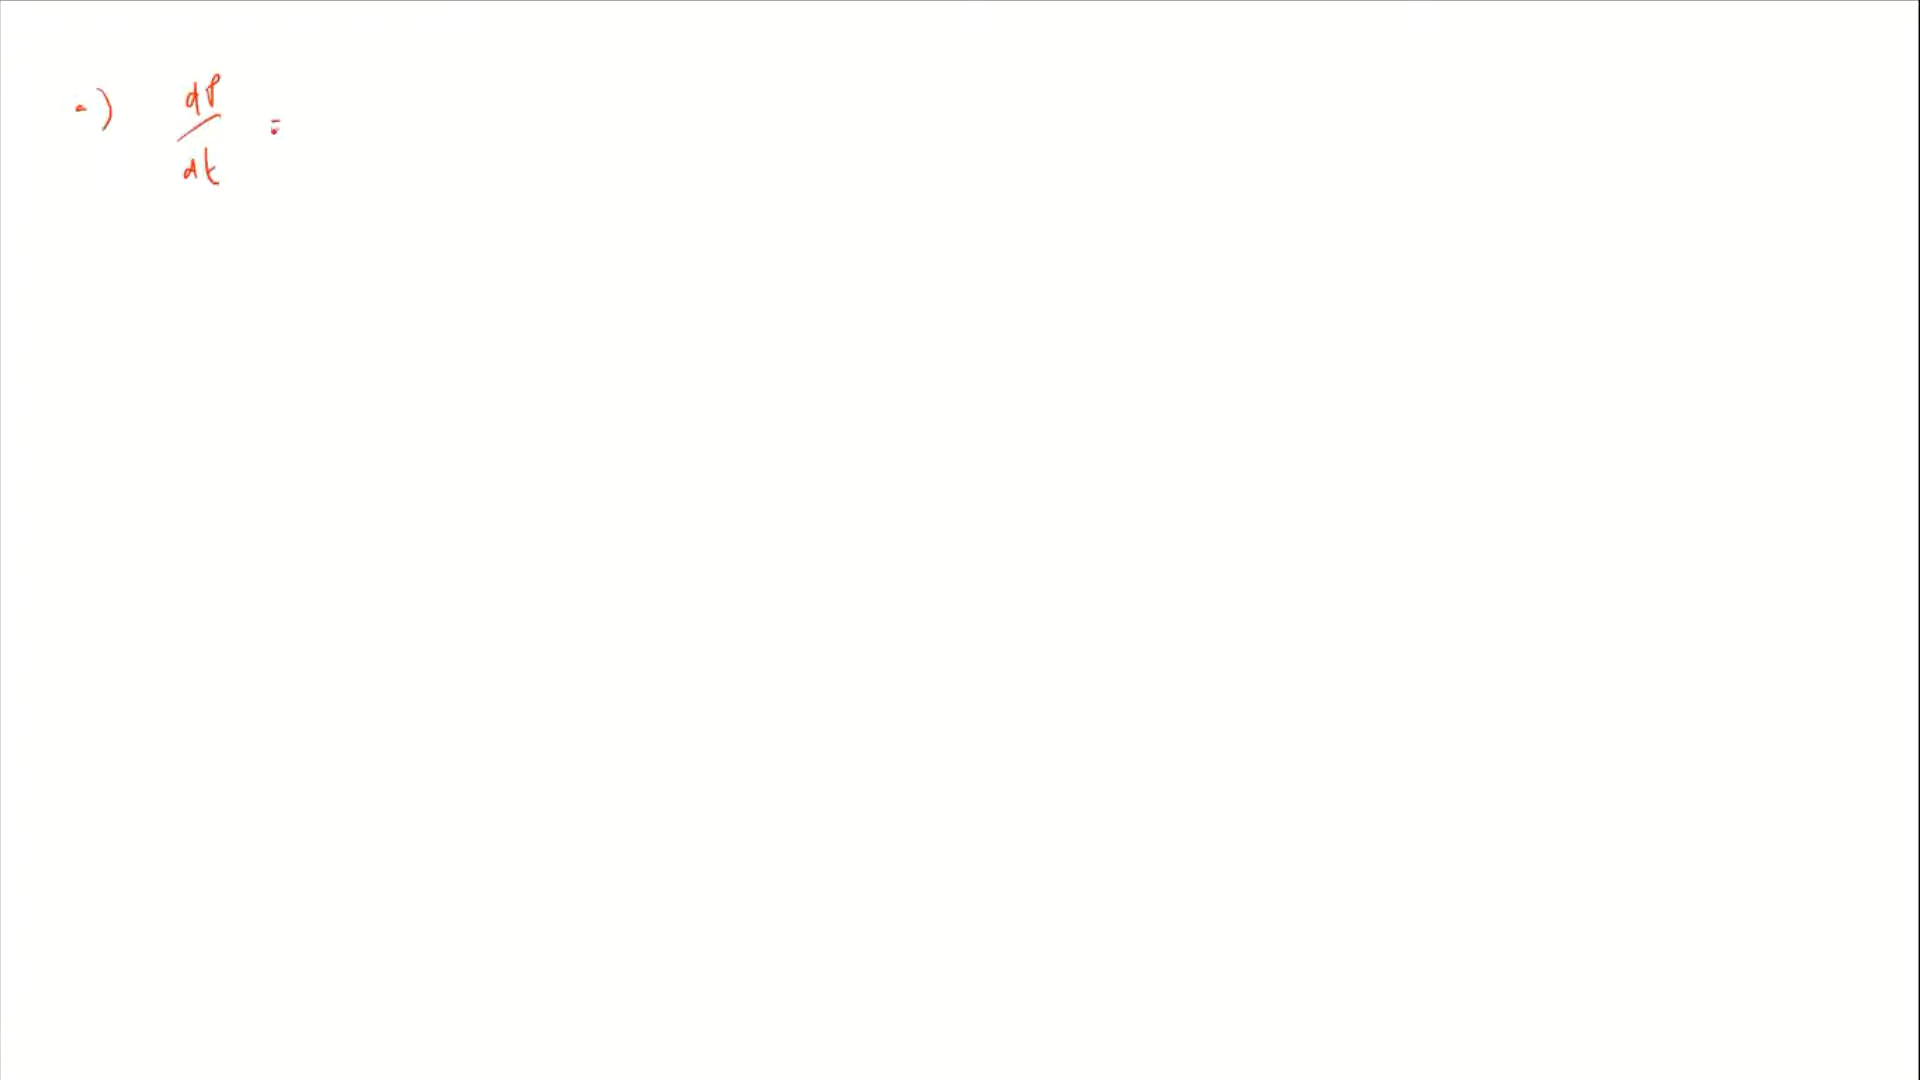 a) dP/dt =